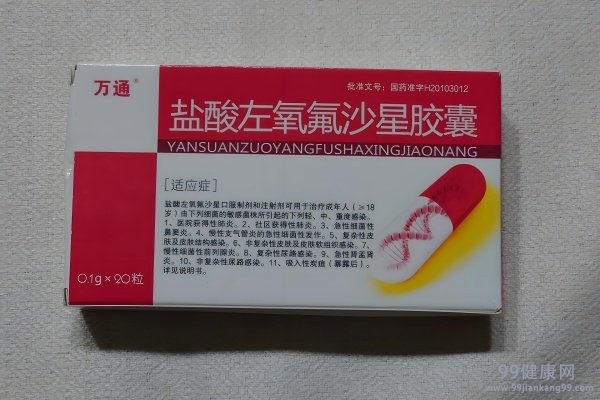 万通®
批准文号：国药准字H20103012
盐酸左氧氟沙星胶囊
YANSUANZUOYANGFUSHAXINGJIAONANG
［适应症］
盐酸左氧氟沙星口服制剂和注射剂可用于治疗成年人（≥18
岁）由下列细菌的敏感菌株所引起的下列轻、中、重度感染。
1、医院获得性肺炎。2、社区获得性肺炎。3、急性细菌性
鼻窦炎。4、慢性支气管炎的急性细菌性发作。5、复杂性皮
肤及皮肤结构感染。6、非复杂性皮肤及皮肤软组织感染。7、
慢性细菌性前列腺炎。8、复杂性尿路感染。9、急性肾盂肾
炎。10、非复杂性尿路感染。11、吸入性炭疽（暴露后）。
详见说明书。
0.1g×20粒
99健康网
www.99jiankang99.com